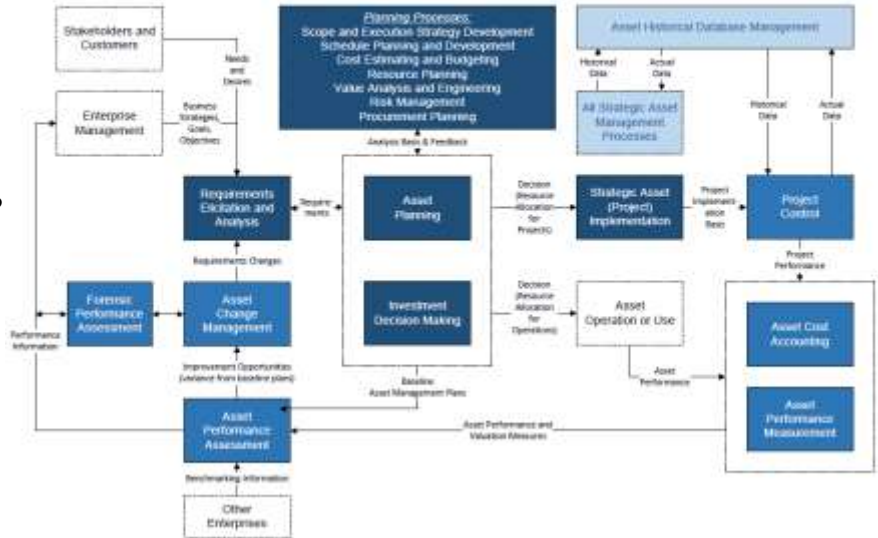 Stakeholders and
Customers
Needs
and
Desires
Planning Processes:
Scope and Execution Strategy Development
Schedule Planning and Development
Cost Estimating and Budgeting
Resource Planning
Value Analysis and Engineering
Risk Management
Procurement Planning
Asset Historical Database Management
Historical
Data
Actual
Data
Historical
Data
Actual
Data
All Strategic Asset
Management
Processes
Enterprise
Management
Business
Strategies,
Goals,
Objectives
Analysis Basis & Feedback
Requirements
Elicitation and
Analysis
Require
ments
Asset
Planning
Decision
(Resource
Allocation
for
Projects)
Strategic Asset
(Project)
Implementation
Project
Implement-
ation
Basis
Project
Control
Requirements Changes
Project
Performance
Forensic
Performance
Assessment
Asset
Change
Management
Investment
Decision Making
Decision
(Resource
Allocation
for
Operations)
Asset
Operation or Use
Asset Cost
Accounting
Performance
Information
Improvement Opportunities
(variance from baseline plans)
Baseline
Asset Management Plans
Asset
Performance
Asset
Performance
Assessment
Asset Performance and
Valuation Measures
Asset
Performance
Measurement
Benchmarking Information
Other
Enterprises